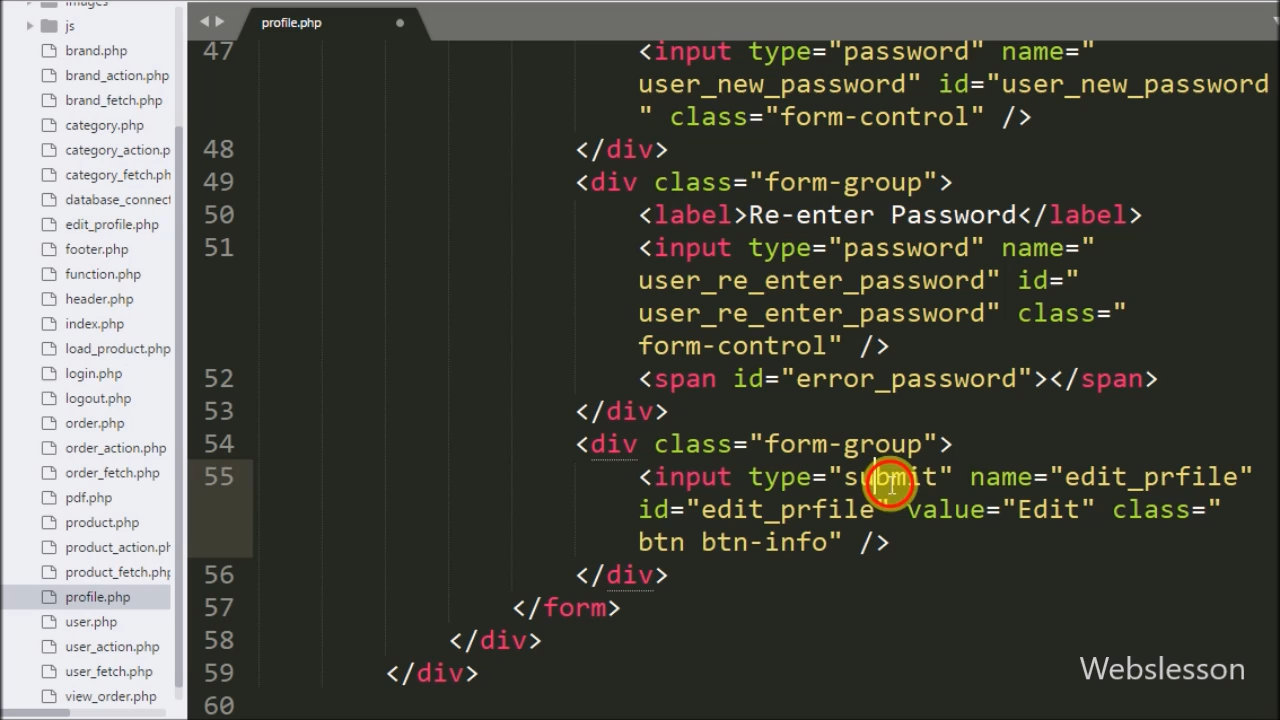 images
js
brand.php
brand_action.php
brand_fetch.php
category.php
category_action.p
category_fetch.ph
database_connect
edit_profile.php
footer.php
function.php
header.php
index.php
load_product.php
login.php
logout.php
order.php
order_action.php
order_fetch.php
pdf.php
product.php
product_action.ph
product_fetch.php
profile.php
user.php
user_action.php
user_fetch.php
view_order.php
profile.php
47 <input type="password" name="
user_new_password" id="user_new_password
" class="form-control" />
48 </div>
49 <div class="form-group">
50 <label>Re-enter Password</label>
51 <input type="password" name="
user_re_enter_password" id="
user_re_enter_password" class="
form-control" />
52 <span id="error_password"></span>
53 </div>
54 <div class="form-group">
55 <input type="submit" name="edit_prfile"
id="edit_prfile" value="Edit" class="
btn btn-info" />
56 </div>
57 </form>
58 </div>
59 </div>
60
Webslesson